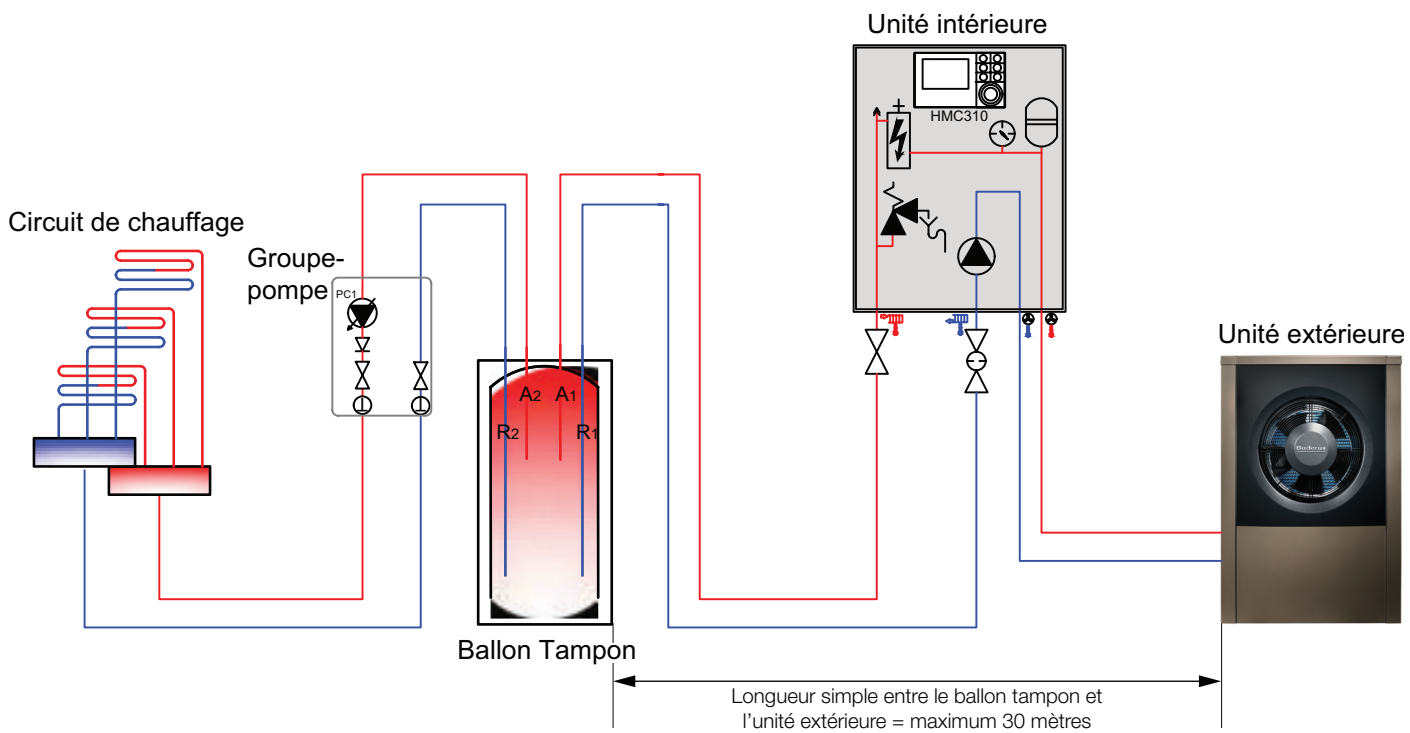 Unité intérieure
HMC310
Circuit de chauffage
Groupe-
pompe
PC1
Unité extérieure
Buderus
A2 A1
R2 R1
Ballon Tampon
Longueur simple entre le ballon tampon et
l'unité extérieure = maximum 30 mètres